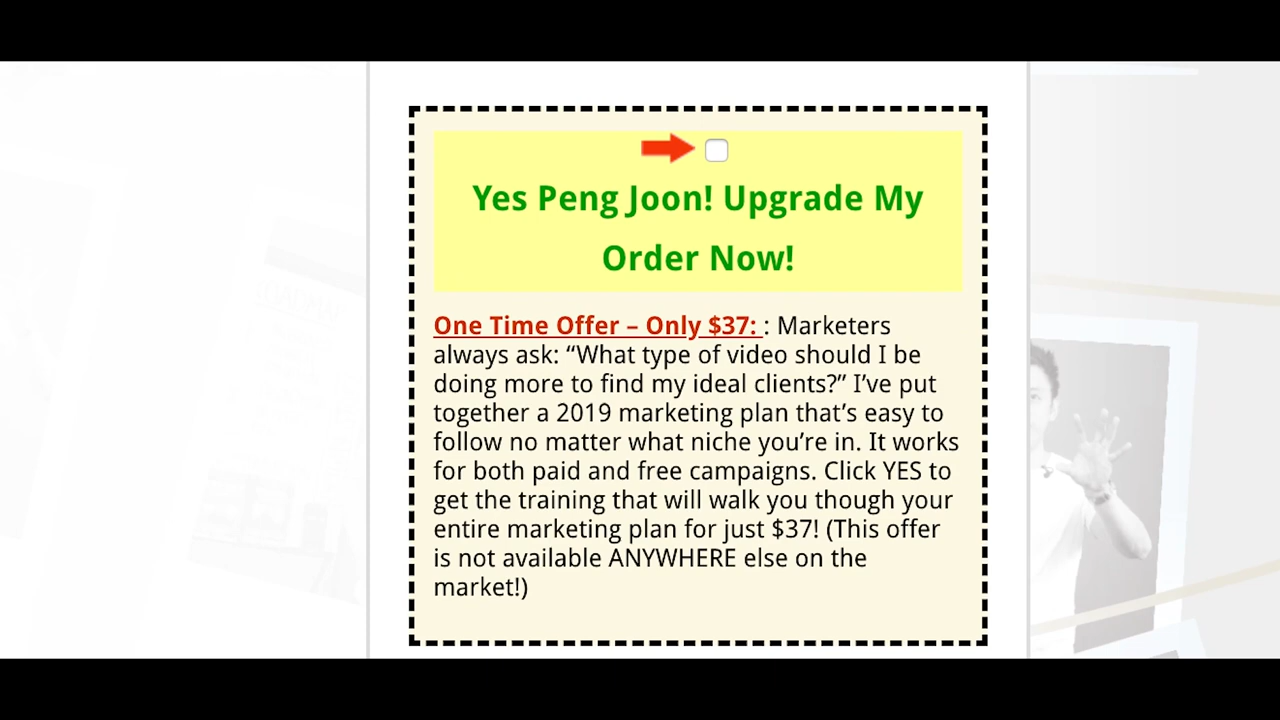 Yes Peng Joon! Upgrade My
Order Now!
One Time Offer – Only $37: : Marketers
always ask: “What type of video should I be
doing more to find my ideal clients?” I’ve put
together a 2019 marketing plan that’s easy to
follow no matter what niche you’re in. It works
for both paid and free campaigns. Click YES to
get the training that will walk you though your
entire marketing plan for just $37! (This offer
is not available ANYWHERE else on the
market!)